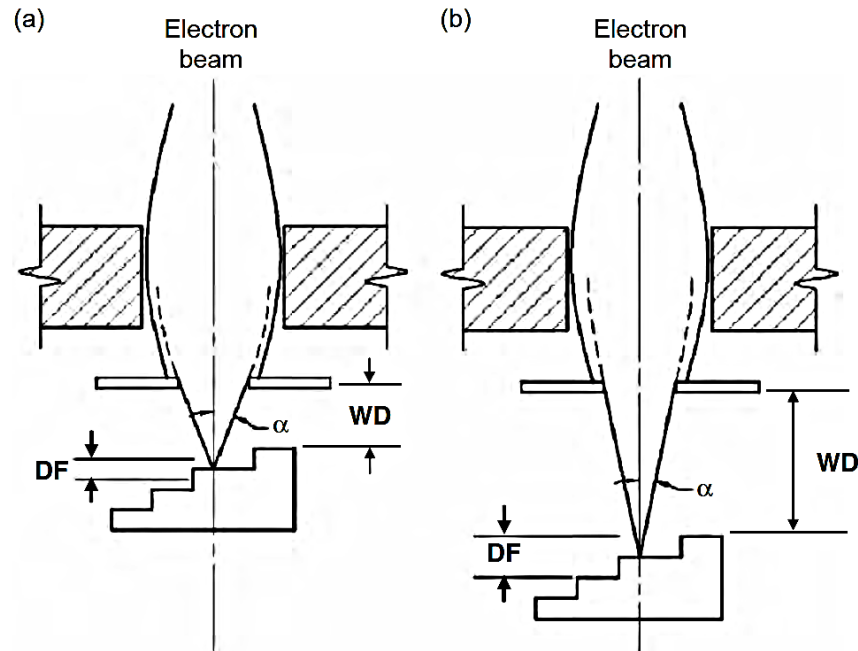 (a)
Electron
beam
WD
α
DF
(b)
Electron
beam
WD
α
DF